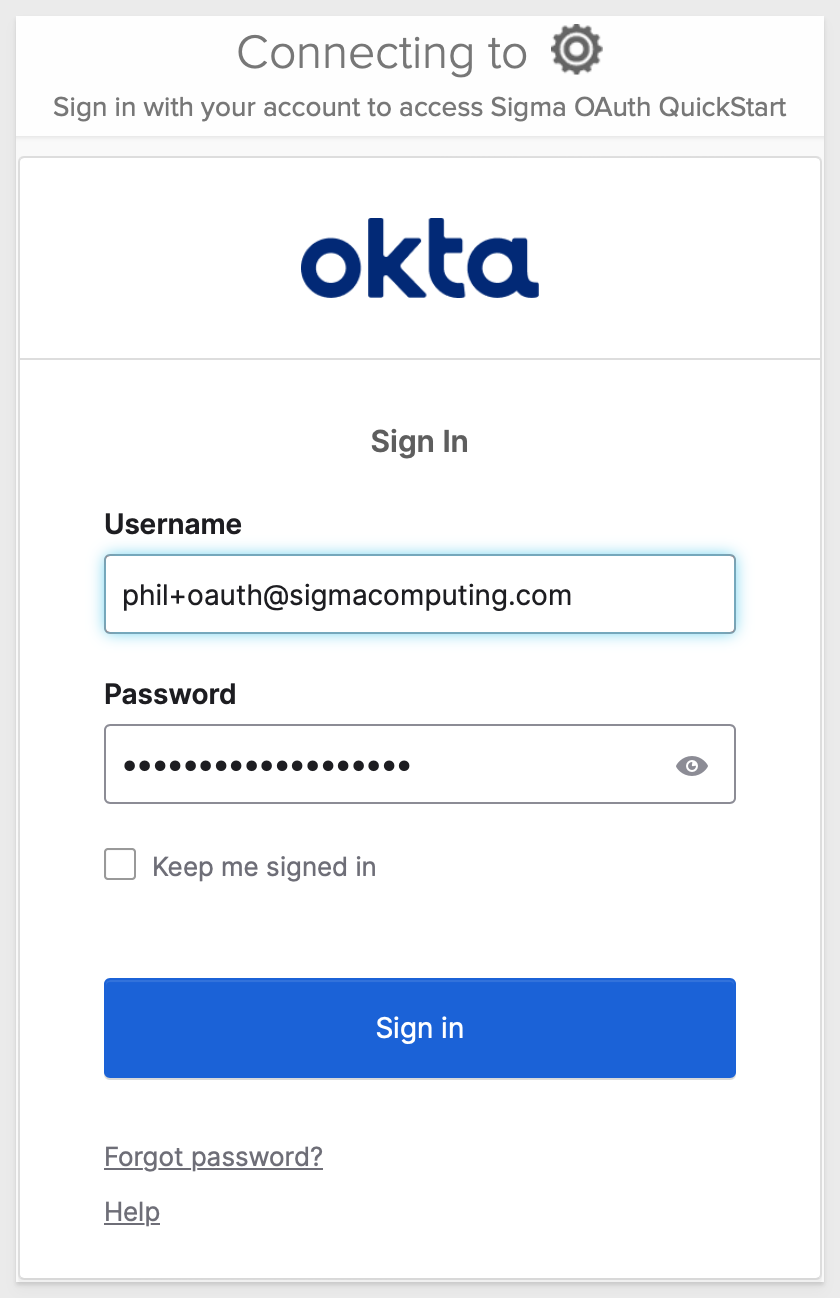 Connecting to
Sign in with your account to access Sigma OAuth QuickStart
okta
Sign In
Username
phil+oauth@sigmacomputing.com
Password
•••••••••••••••••••
Keep me signed in
Sign in
Forgot password?
Help